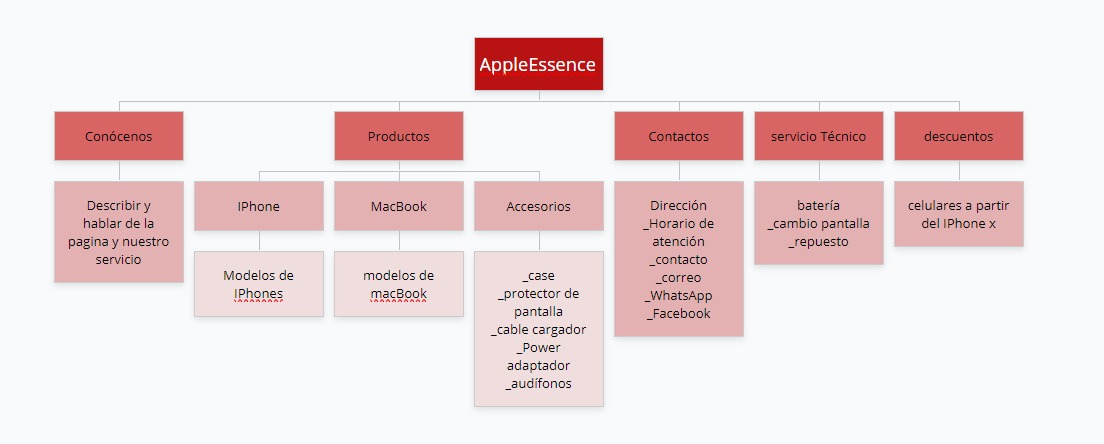 AppleEssence
Conócenos
Productos
Contactos
servicio Técnico
descuentos
Describir y
hablar de la
pagina y nuestro
servicio
IPhone
MacBook
Accesorios
Dirección
_Horario de
atención
_contacto
_correo
_WhatsApp
_Facebook
batería
_cambio pantalla
_repuesto
celulares a partir
del IPhone x
Modelos de
IPhones
modelos de
macBook
_case
_protector de
pantalla
_cable cargador
_Power
adaptador
_audífonos